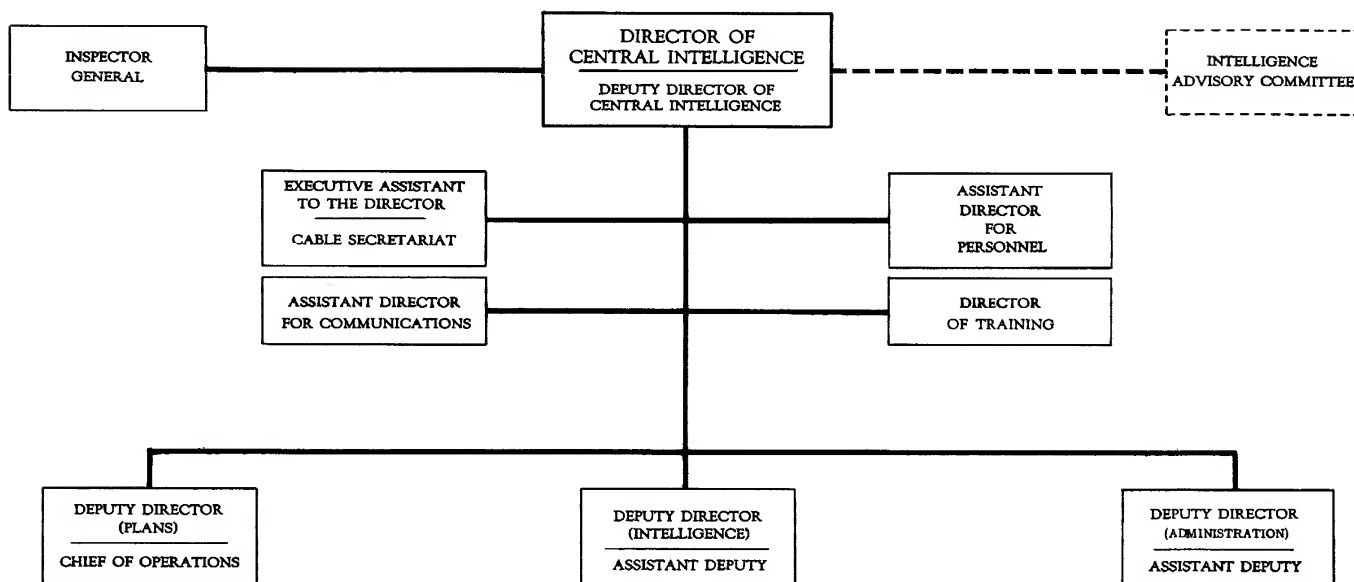 INSPECTOR
GENERAL
DIRECTOR OF
CENTRAL INTELLIGENCE
DEPUTY DIRECTOR OF
CENTRAL INTELLIGENCE
INTELLIGENCE
ADVISORY COMMITTEE
EXECUTIVE ASSISTANT
TO THE DIRECTOR
CABLE SECRETARIAT
ASSISTANT
DIRECTOR
FOR
PERSONNEL
ASSISTANT DIRECTOR
FOR COMMUNICATIONS
DIRECTOR
OF TRAINING
DEPUTY DIRECTOR
(PLANS)
CHIEF OF OPERATIONS
DEPUTY DIRECTOR
(INTELLIGENCE)
ASSISTANT DEPUTY
DEPUTY DIRECTOR
(ADMINISTRATION)
ASSISTANT DEPUTY